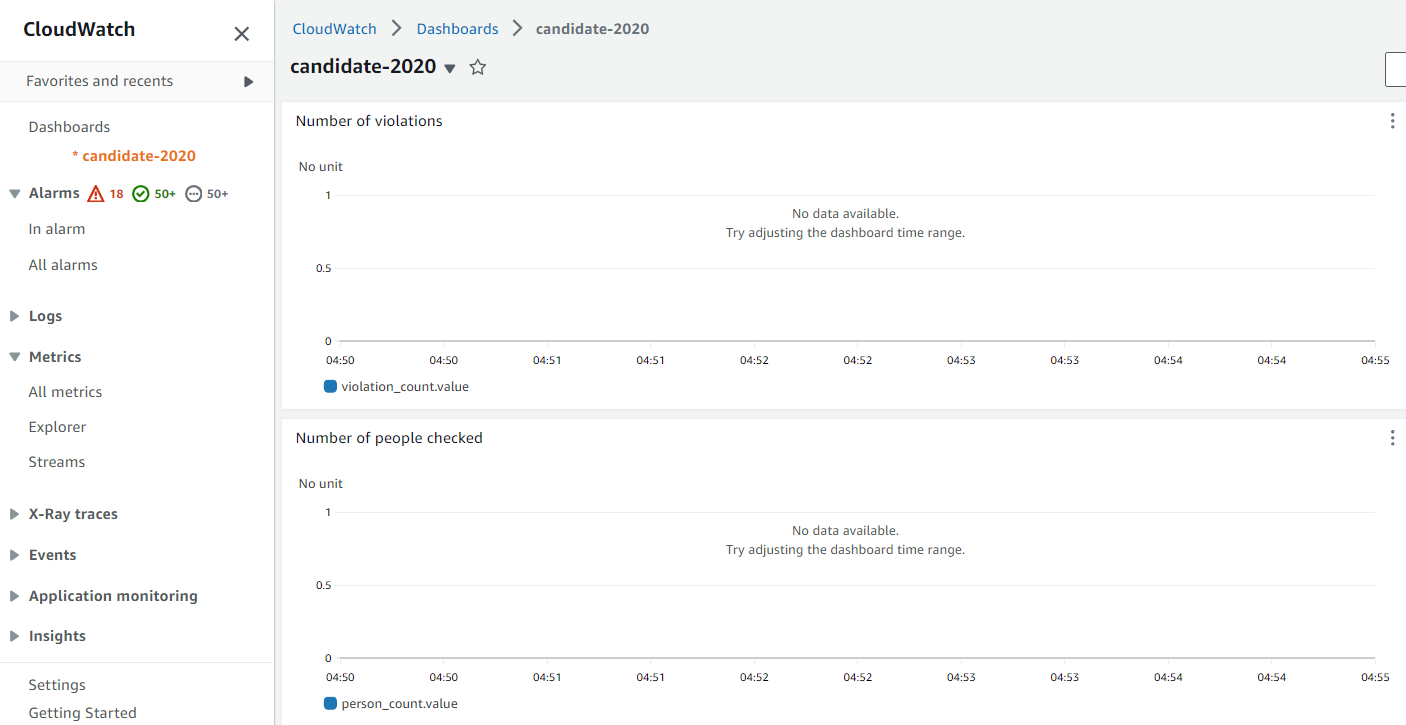 CloudWatch
Favorites and recents
Dashboards
* candidate-2020
Alarms 18 50+ 50+
In alarm
All alarms
Logs
Metrics
All metrics
Explorer
Streams
X-Ray traces
Events
Application monitoring
Insights
Settings
Getting Started
CloudWatch > Dashboards > candidate-2020
candidate-2020
Number of violations
No unit
1
No data available.
Try adjusting the dashboard time range.
0.5
0
04:50 04:50 04:51 04:51 04:52 04:52 04:53 04:53 04:54 04:54 04:55
violation_count.value
Number of people checked
No unit
1
No data available.
Try adjusting the dashboard time range.
0.5
0
04:50 04:50 04:51 04:51 04:52 04:52 04:53 04:53 04:54 04:54 04:55
person_count.value